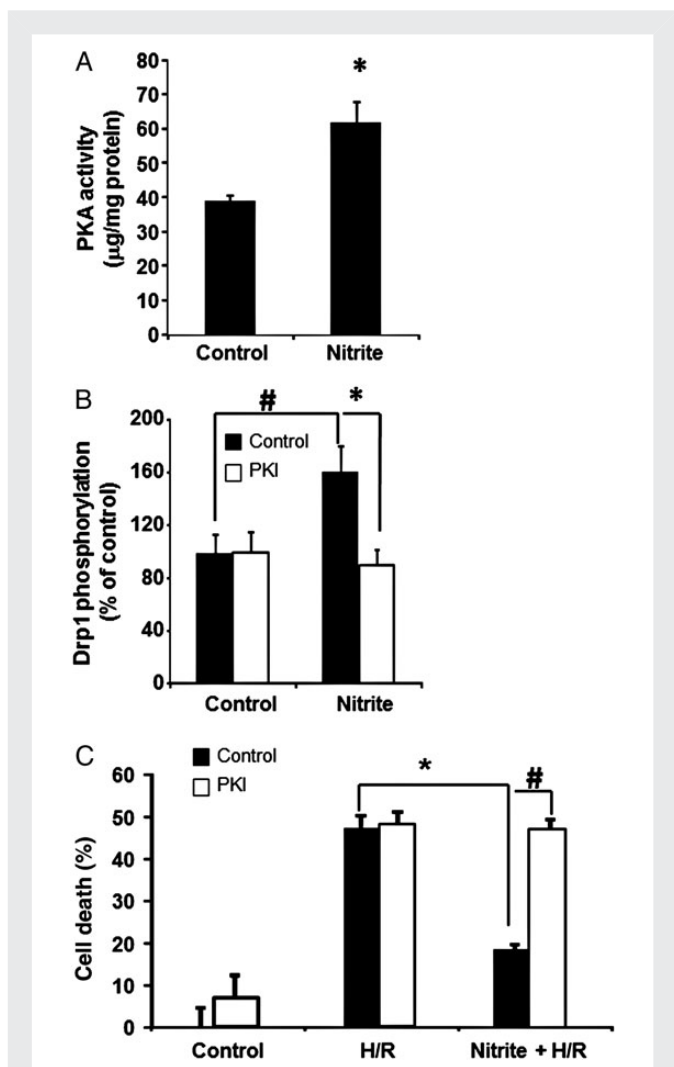 A
PKA activity
(µg/mg protein)
80
70
60
50
40
30
20
10
0
*
Control Nitrite
B
Drp1 phosphorylation
(% of control)
200
160
120
80
40
0
# *
Control
PKI
Control Nitrite
C
Control
PKI
Cell death (%)
60
50
40
30
20
10
0
* #
Control H/R Nitrite + H/R